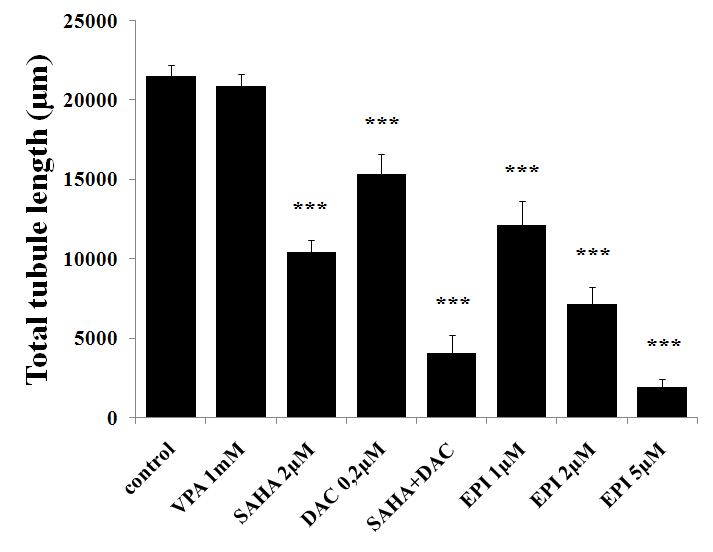 Total tubule length (µm)
25000
20000
15000
10000
5000
0
***
***
***
***
***
***
control
VPA 1mM
SAHA 2µM
DAC 0,2µM
SAHA+DAC
EPI 1µM
EPI 2µM
EPI 5µM